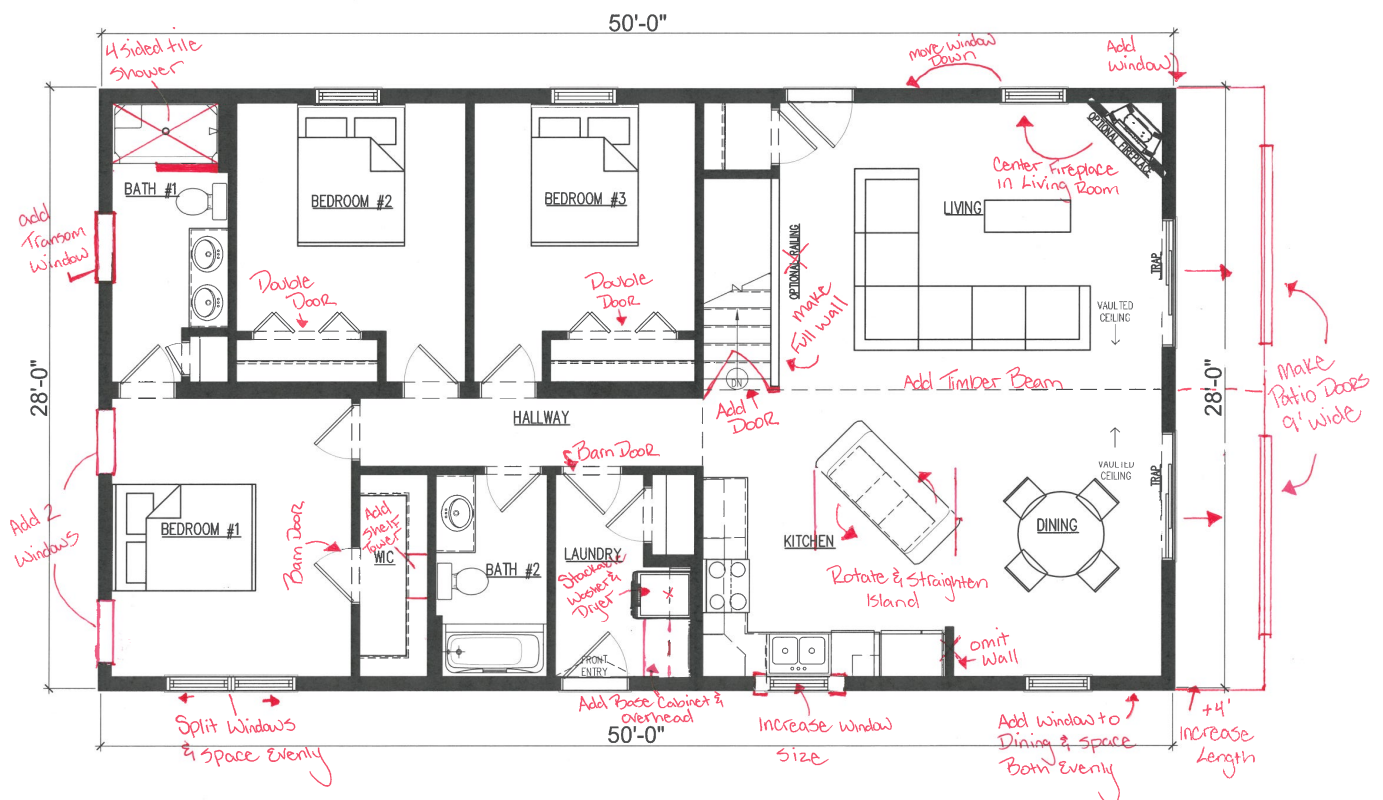 50'-0"
4 sided tile
Shower
move window
Down
Add
Window
OPTIONAL FIREPLACE
Center Fireplace
in Living Room
BATH #1
BEDROOM #2
BEDROOM #3
LIVING
add
Transom
Window
OPTIONAL RAILING
Make
Full Wall
TRAP
Double
Door
Double
Door
VAULTED
CEILING
28'-0"
28'-0"
Make
Patio Doors
9' wide
DN
Add Timber Beam
Add
Door
HALLWAY
Barn Door
VAULTED
CEILING
TRAP
Add 2
Windows
BEDROOM #1
Barn Door
Add
Shelf
Tower
WIC
BATH #2
LAUNDRY
Stackable
Washer &
Dryer
KITCHEN
DINING
Rotate & Straighten
Island
omit
Wall
FRONT
ENTRY
Add Base Cabinet &
overhead
Split Windows
& Space Evenly
50'-0"
Increase Window
Size
Add window to
Dining & space
Both Evenly
+4'
Increase
Length